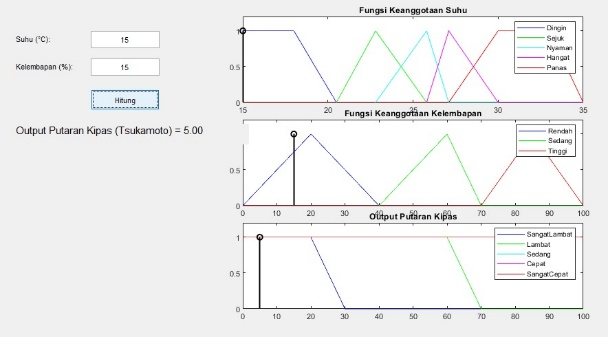 Suhu (°C):
15
Kelembapan (%):
15
Hitung
Output Putaran Kipas (Tsukamoto) = 5.00
Fungsi Keanggotaan Suhu
1
0.5
0
15
20
25
30
35
Dingin
Sejuk
Nyaman
Hangat
Panas
Fungsi Keanggotaan Kelembapan
1
0.5
0
0
10
20
30
40
50
60
70
80
90
100
Rendah
Sedang
Tinggi
Output Putaran Kipas
1
0.5
0
0
10
20
30
40
50
60
70
80
90
100
SangatLambat
Lambat
Sedang
Cepat
SangatCepat